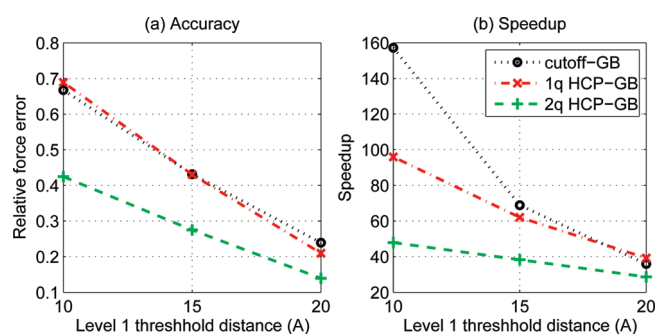 (a) Accuracy
Relative force error
0.8
0.7
0.6
0.5
0.4
0.3
0.2
0.1
10
15
20
Level 1 threshhold distance (A)
(b) Speedup
Speedup
160
140
120
100
80
60
40
20
10
15
20
Level 1 threshhold distance (A)
cutoff-GB
1q HCP-GB
2q HCP-GB